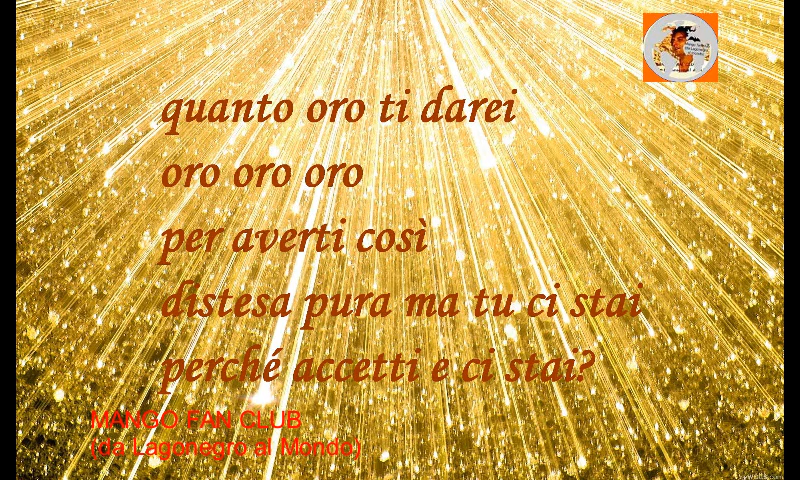 quanto oro ti darei
oro oro oro
per averti così
distesa pura ma tu ci stai
perché accetti e ci stai?
MANGO FAN CLUB
(da Lagonegro al Mondo)